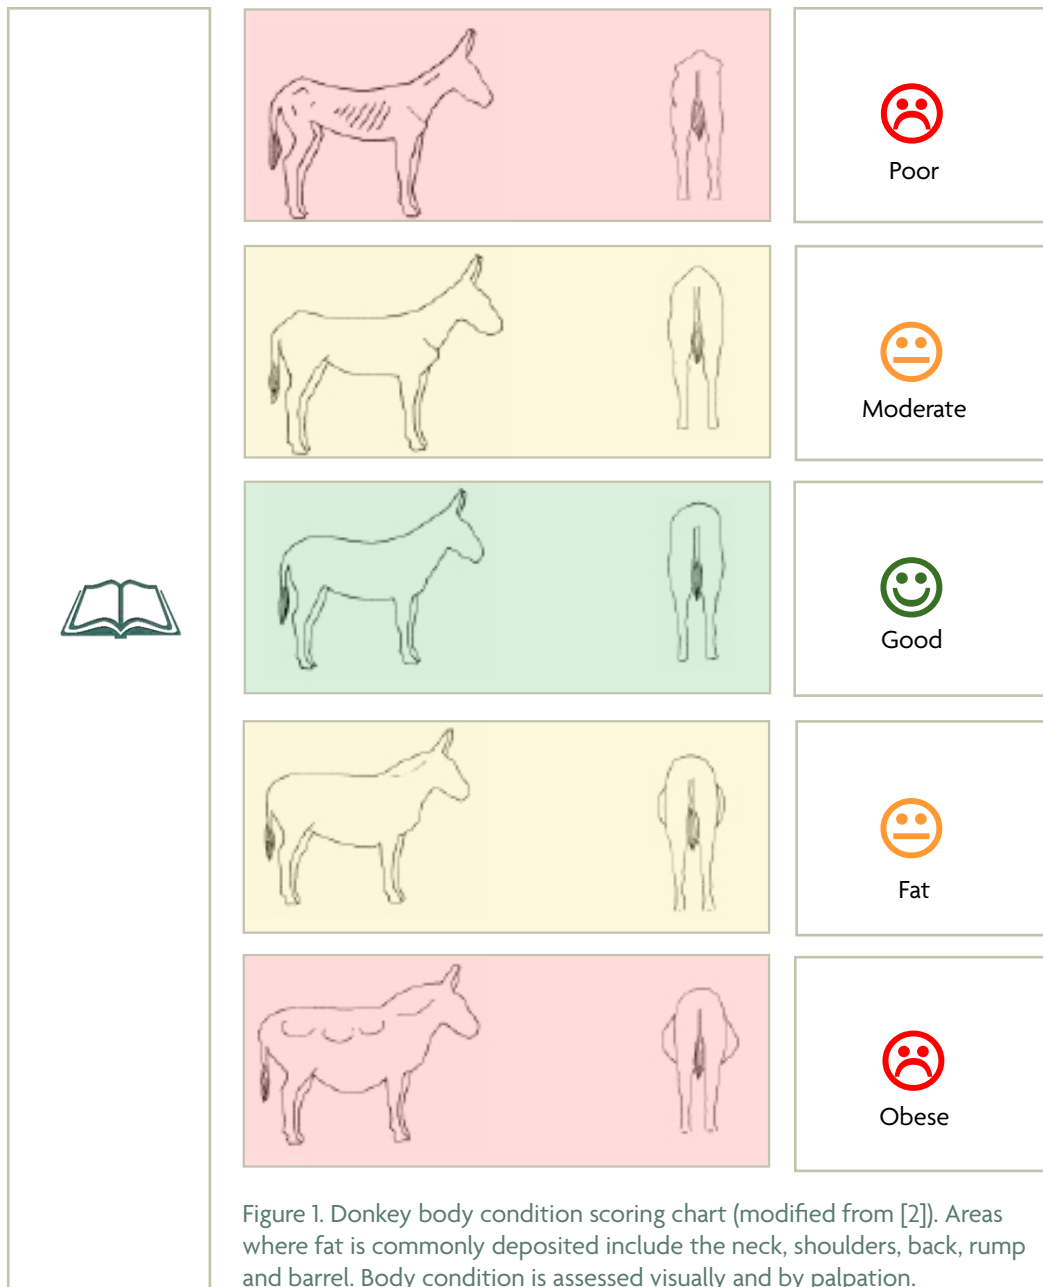 Poor
Moderate
Good
Fat
Obese
Figure 1. Donkey body condition scoring chart (modified from [2]). Areas
where fat is commonly deposited include the neck, shoulders, back, rump
and barrel. Body condition is assessed visually and by palpation.